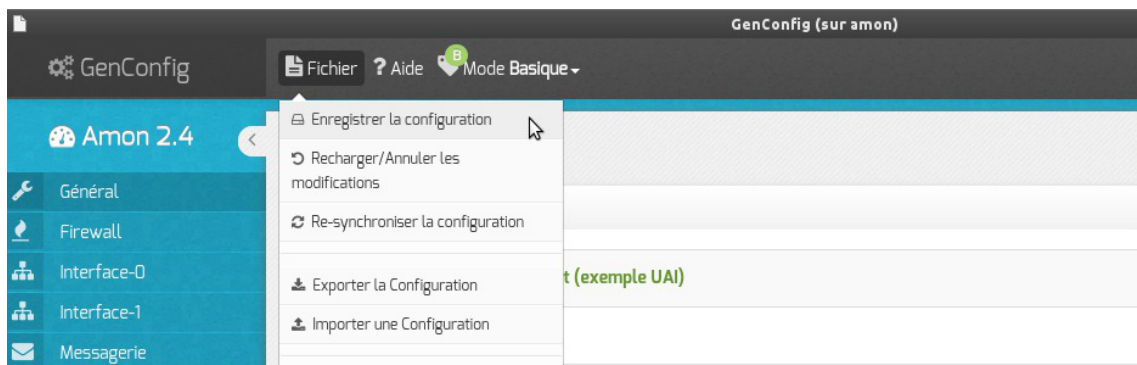 GenConfig (sur amon)
GenConfig
Fichier ? Aide B Mode Basique
Amon 2.4
Enregistrer la configuration
Recharger/Annuler les
modifications
Général
Re-synchroniser la configuration
Firewall
Interface-0
t (exemple UAI)
Exporter la Configuration
Interface-1
Importer une Configuration
Messagerie